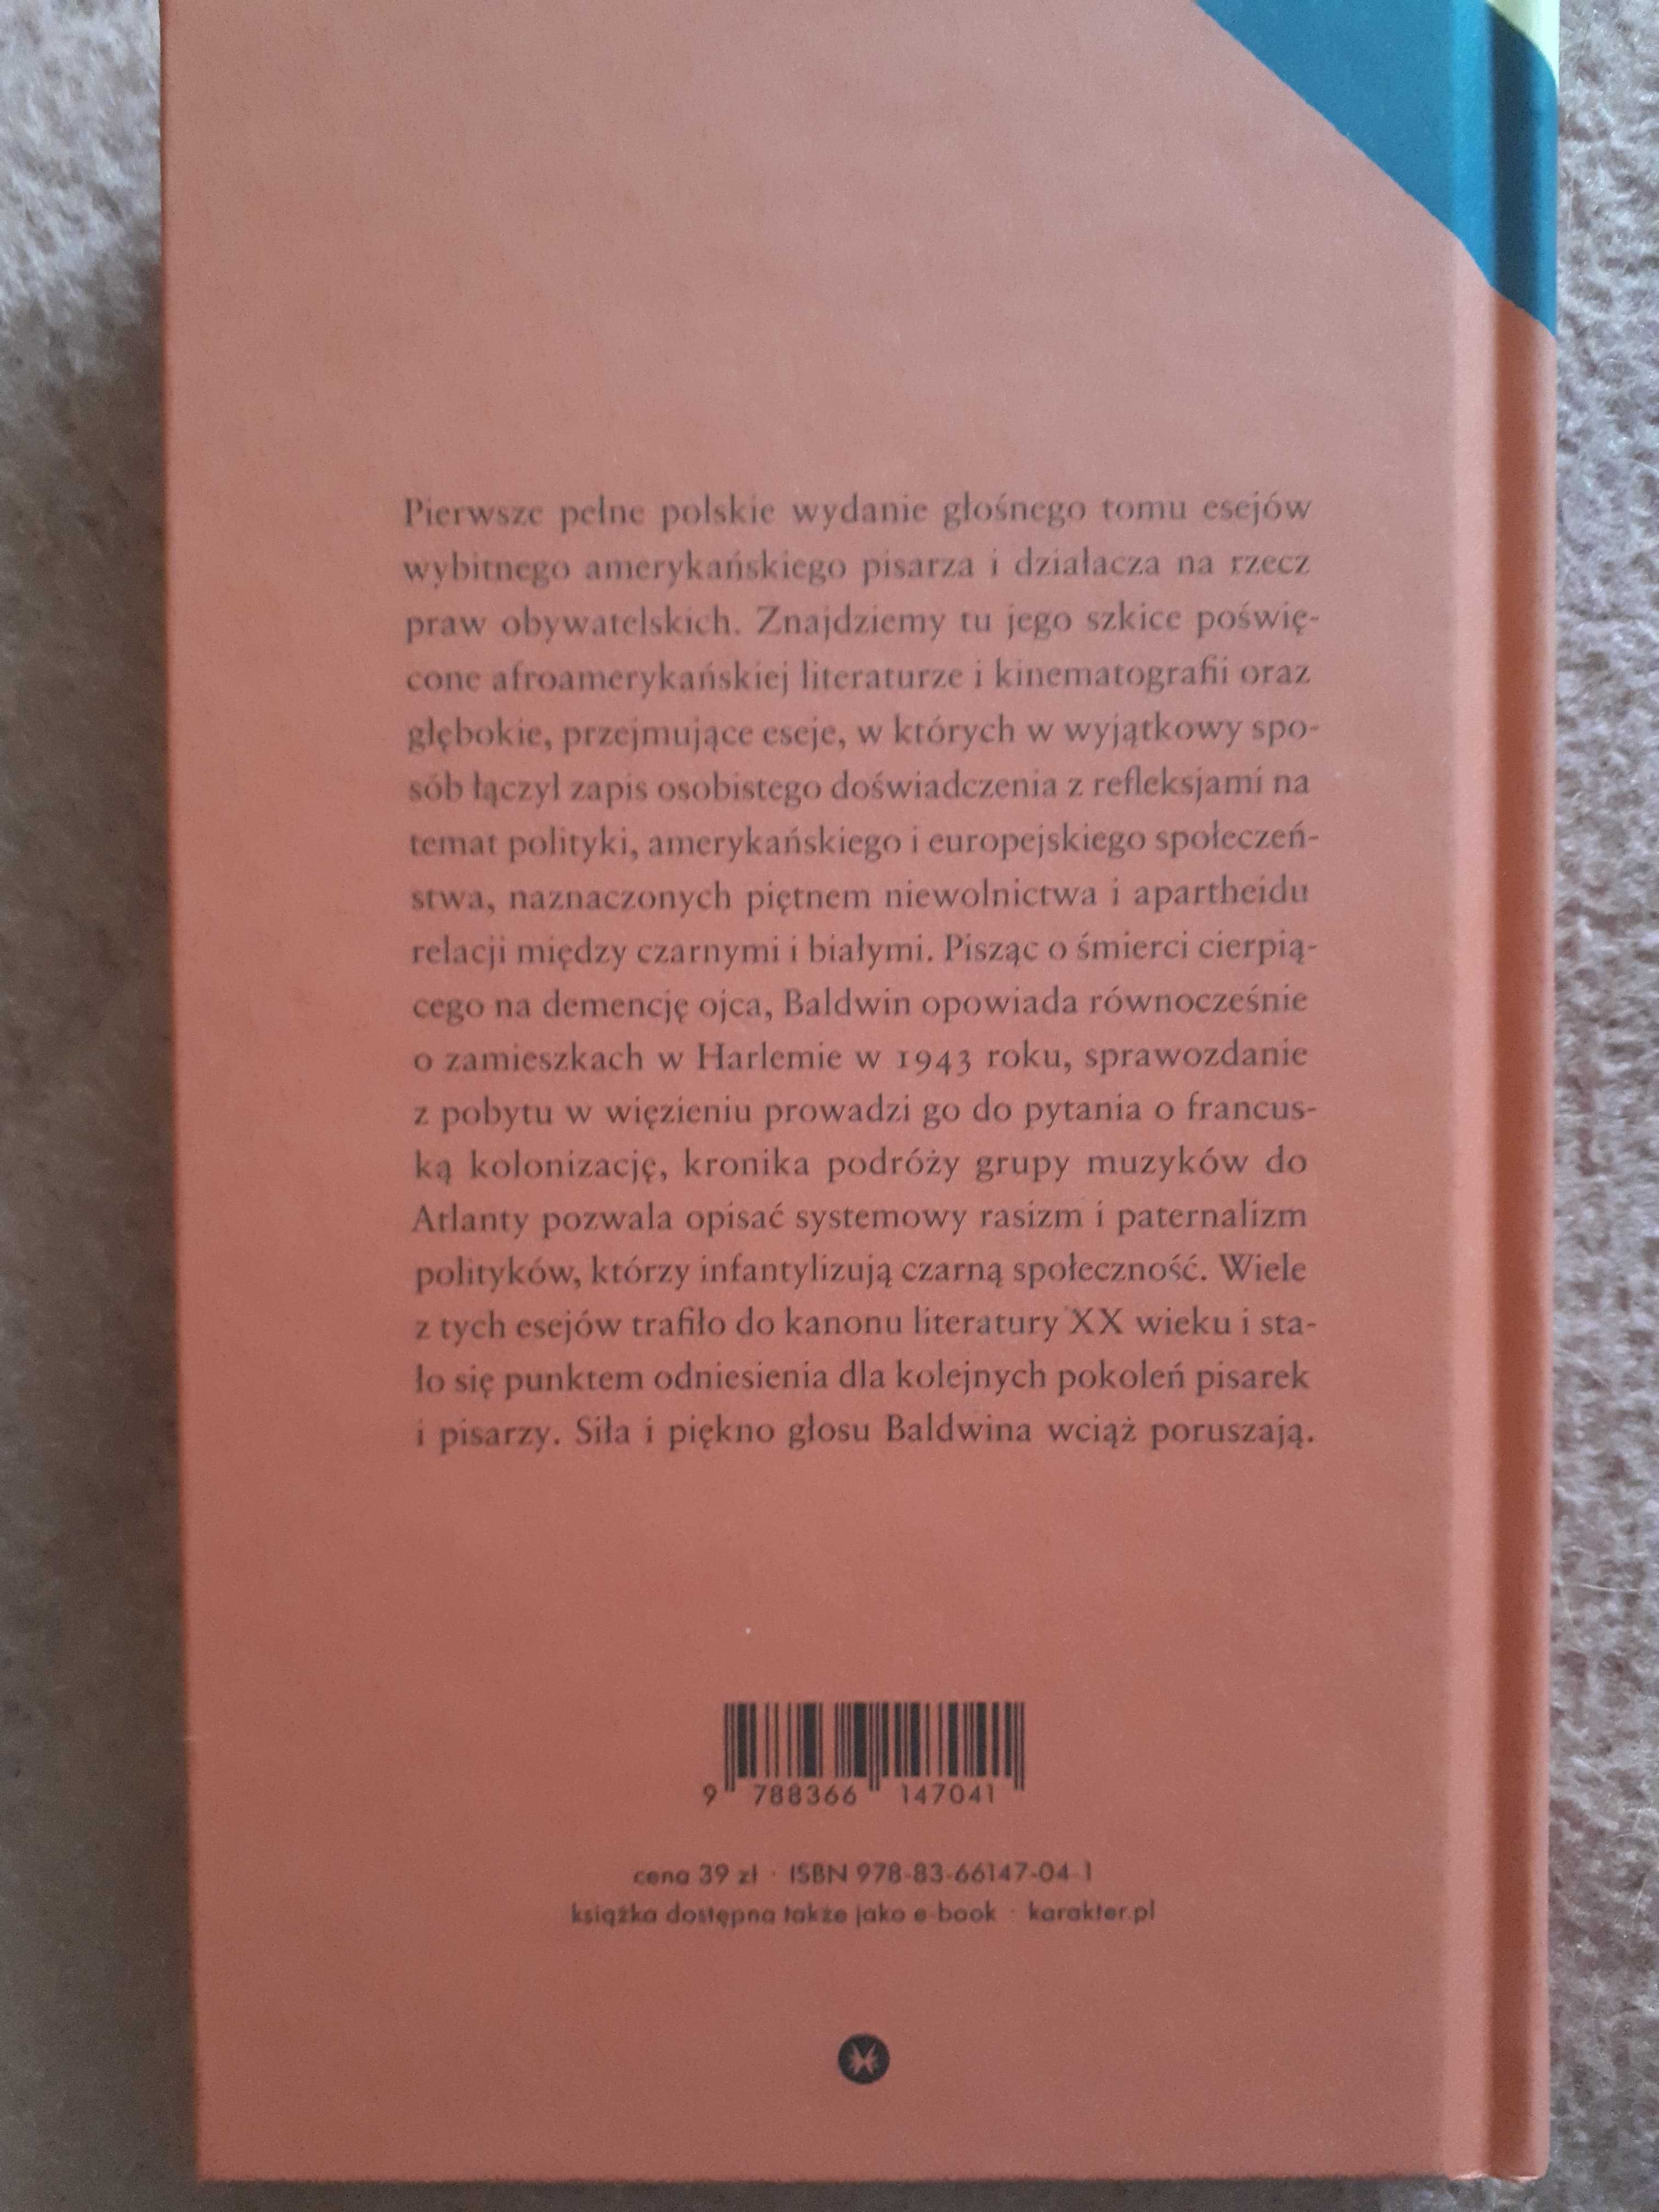 Pierwsze pełne polskie wydanie głośnego tomu esejów
wybitnego amerykańskiego pisarza i działacza na rzecz
praw obywatelskich. Znajdziemy tu jego szkice poświę-
cone afroamerykańskiej literaturze i kinematografii oraz
głębokie, przejmujące eseje, w których w wyjątkowy spo-
sób łączył zapis osobistego doświadczenia z refleksjami na
temat polityki, amerykańskiego i europejskiego społeczeń-
stwa, naznaczonych piętnem niewolnictwa i apartheidu
relacji między czarnymi i białymi. Pisząc o śmierci cierpią-
cego na demencję ojca, Baldwin opowiada równocześnie
o zamieszkach w Harlemie w 1943 roku, sprawozdanie
z pobytu w więzieniu prowadzi go do pytania o francus-
ką kolonizację, kronika podróży grupy muzyków do
Atlanty pozwala opisać systemowy rasizm i paternalizm
polityków, którzy infantylizują czarną społeczność. Wiele
z tych esejów trafiło do kanonu literatury XX wieku i sta-
ło się punktem odniesienia dla kolejnych pokoleń pisarek
i pisarzy. Siła i piękno głosu Baldwina wciąż poruszają.
9 788366 147041
cena 39 zł · ISBN 978-83-66147-04-1
książka dostępna także jako e-book · karakter.pl